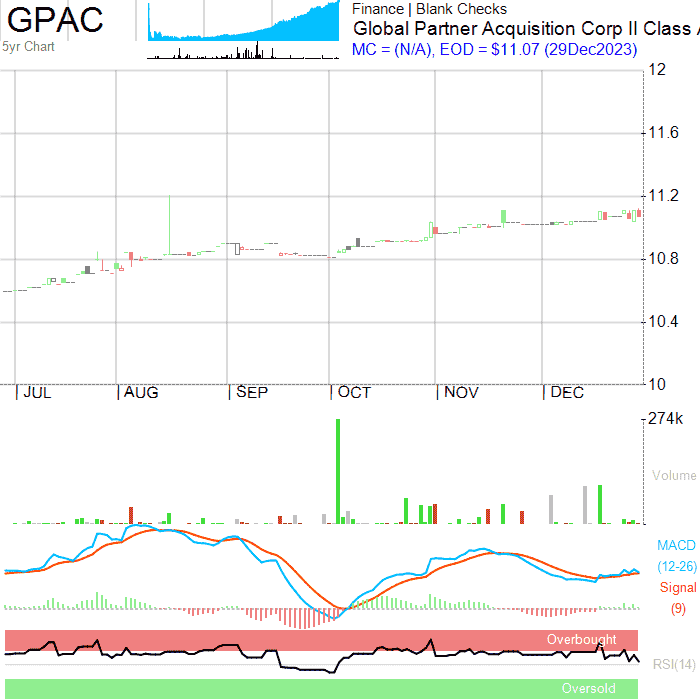 GPAC
5yr Chart
Finance | Blank Checks
Global Partner Acquisition Corp II Class A
MC = (N/A), EOD = $11.07 (29Dec2023)
12
11.6
11.2
10.8
10.4
10
JUL AUG SEP OCT NOV DEC
274k
Volume
MACD
(12-26)
Signal
(9)
Overbought
RSI(14)
Oversold